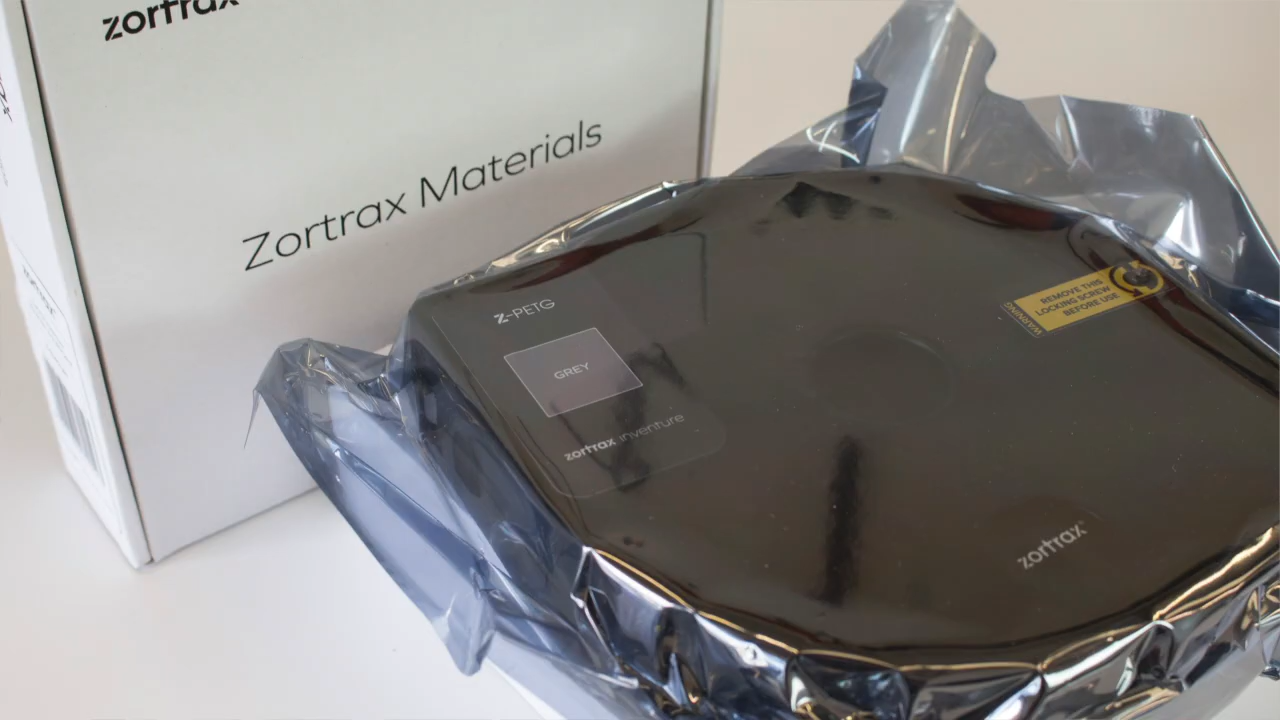 zortrax
Zortrax Materials
Z-PETG
GREY
zortrax inventure
WARNING
REMOVE THIS
LOCKING SCREW
BEFORE USE
zortrax